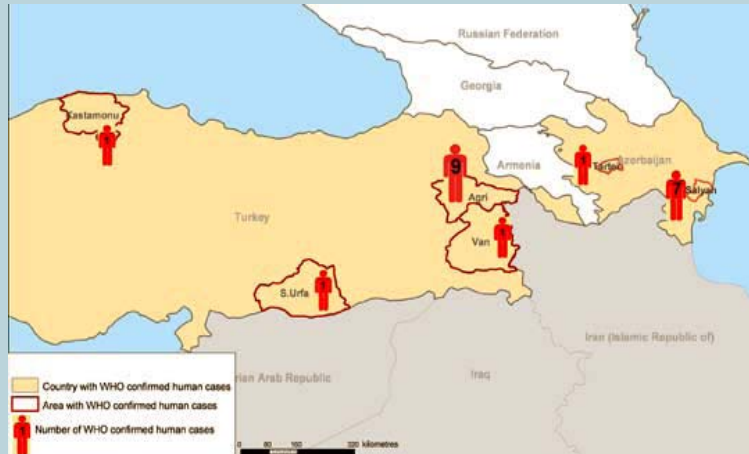 Russian Federation
Georgia
Kastamonu
1
9
Armenia
1
Tarter
Azerbaijan
7
Salyan
Agri
Turkey
Van
1
S.Urfa
1
Iran (Islamic Republic of)
rian Arab Republic
Iraq
Country with WHO confirmed human cases
Area with WHO confirmed human cases
1
Number of WHO confirmed human cases
0 80 160 320 kilometres